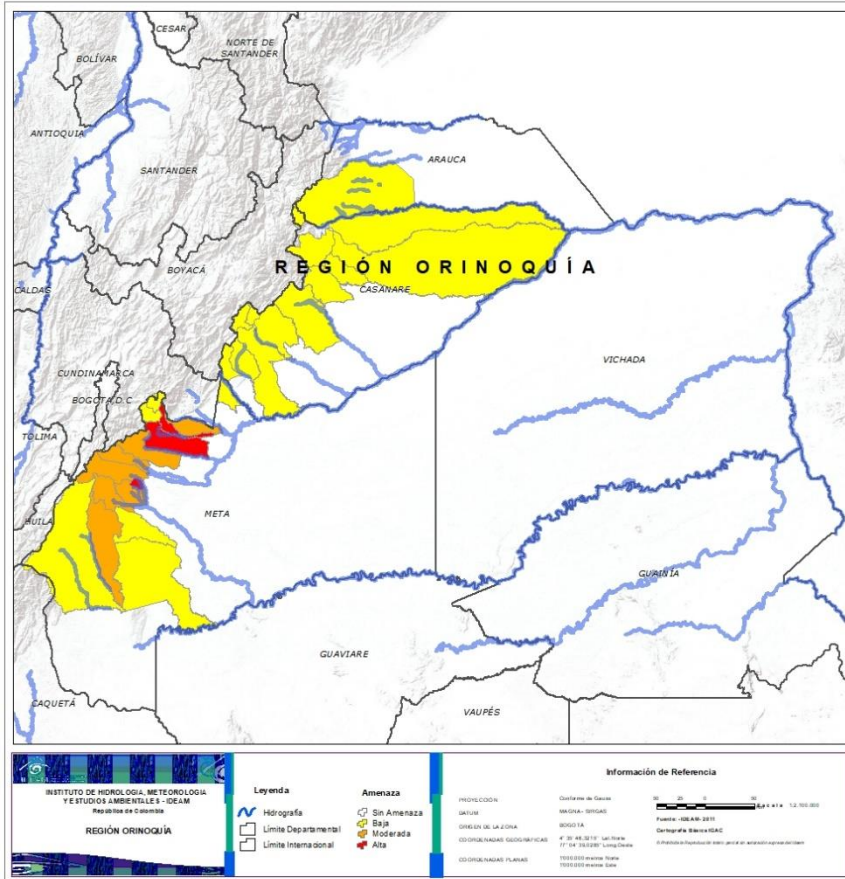 CESAR
NORTE DE
SANTANDER
BOLÍVAR
ANTIOQUIA
ARAUCA
SANTANDER
REGIÓN ORINOQUÍA
BOYACÁ
CALDAS
CASANARE
VICHADA
CUNDINAMARCA
BOGOTÁ, D.C
TOLIMA
META
HUILA
GUAINÍA
GUAVIARE
CAQUETÁ
VAUPÉS
INSTITUTO DE HIDROLOGIA, METEOROLOGIA
Y ESTUDIOS AMBIENTALES - IDEAM
República de Colombia
REGIÓN ORINOQUÍA
Leyenda
Hidrografía
Límite Departamental
Límite Internacional
Amenaza
Sin Amenaza
Baja
Moderada
Alta
Información de Referencia
PROYECCION
Conforme de Gauss
DATUM
MAGNA - SIRGAS
ORIGEN DE LA ZONA
BOGOTÁ
COORDENADAS GEOGRAFICAS
COORDENADAS PLANAS
Escala
Fuente: -IDEAM- 2011
Cartografía Básica IGAC